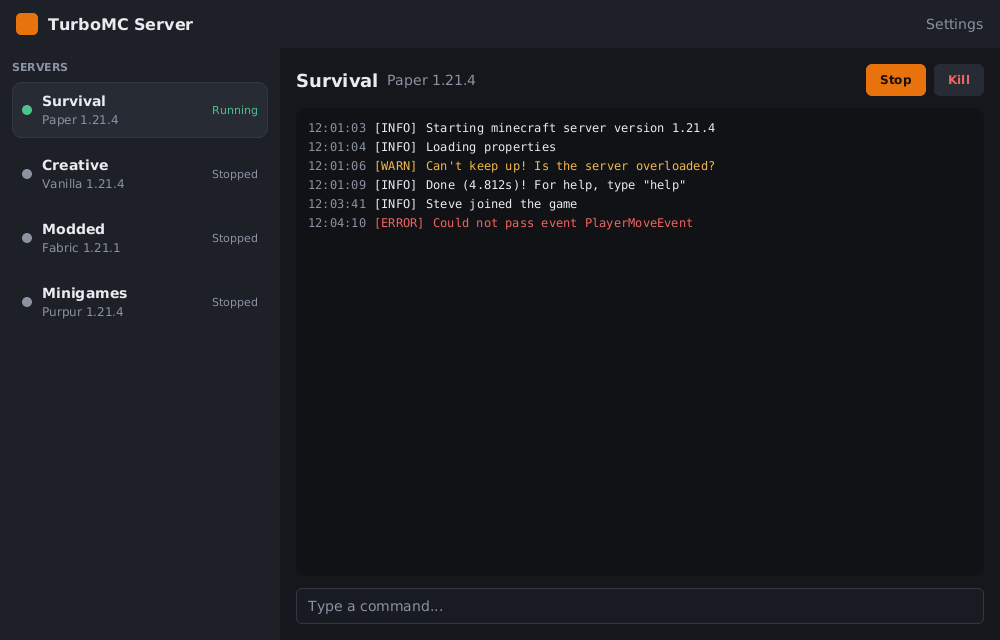 TurboMC Server
Settings
SERVERS
Survival
Paper 1.21.4
Running
Creative
Vanilla 1.21.4
Stopped
Modded
Fabric 1.21.1
Stopped
Minigames
Purpur 1.21.4
Stopped
Survival Paper 1.21.4
Stop
Kill
12:01:03 [INFO] Starting minecraft server version 1.21.4
12:01:04 [INFO] Loading properties
12:01:06 [WARN] Can't keep up! Is the server overloaded?
12:01:09 [INFO] Done (4.812s)! For help, type "help"
12:03:41 [INFO] Steve joined the game
12:04:10 [ERROR] Could not pass event PlayerMoveEvent
Type a command...